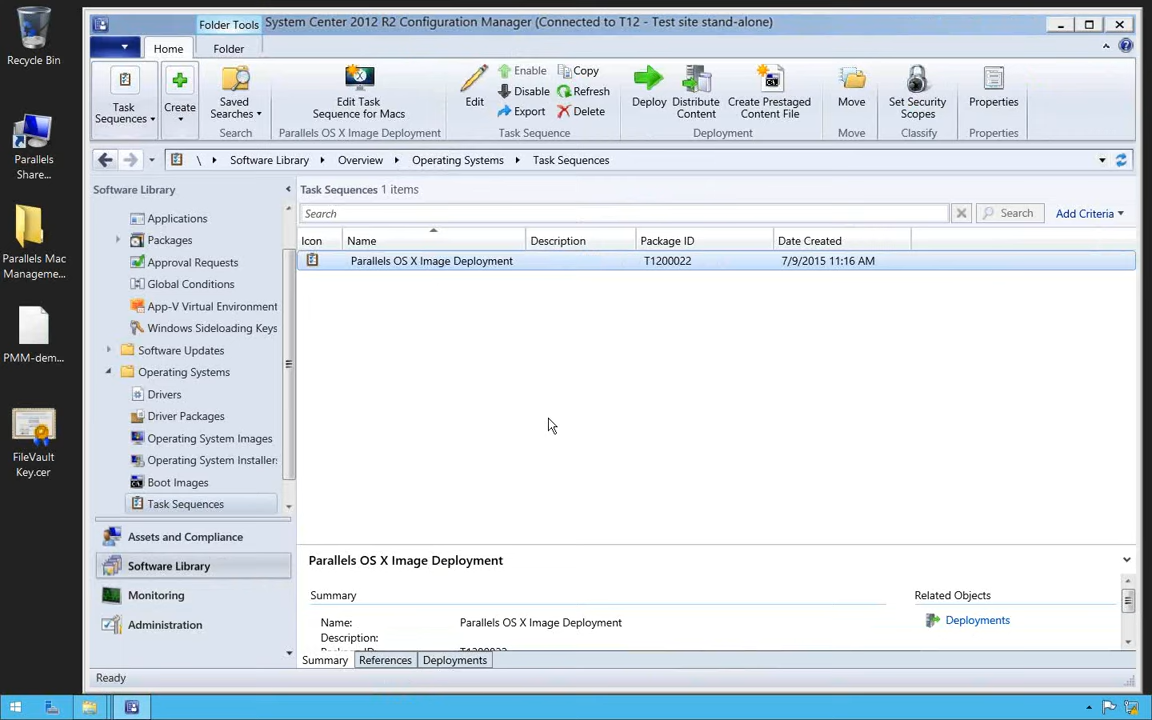 Recycle Bin
Parallels
Share...
Parallels Mac
Manageme...
PMM-dem...
FileVault
Key.cer
Folder Tools
System Center 2012 R2 Configuration Manager (Connected to T12 - Test site stand-alone)
Home
Folder
Task
Sequences
Create
Saved
Searches
Search
Edit Task
Sequence for Macs
Parallels OS X Image Deployment
Edit
Enable
Disable
Export
Copy
Refresh
Delete
Task Sequence
Deploy
Distribute
Content
Create Prestaged
Content File
Deployment
Move
Move
Set Security
Scopes
Classify
Properties
Properties
\ Software Library Overview Operating Systems Task Sequences
Software Library
Applications
Packages
Approval Requests
Global Conditions
App-V Virtual Environment
Windows Sideloading Keys
Software Updates
Operating Systems
Drivers
Driver Packages
Operating System Images
Operating System Installers
Boot Images
Task Sequences
Assets and Compliance
Software Library
Monitoring
Administration
Task Sequences 1 items
Search
Search
Add Criteria
Icon Name Description Package ID Date Created
Parallels OS X Image Deployment T1200022 7/9/2015 11:16 AM
Parallels OS X Image Deployment
Summary
Name: Parallels OS X Image Deployment
Description:
Package ID: T1200022
Related Objects
Deployments
Summary References Deployments
Ready